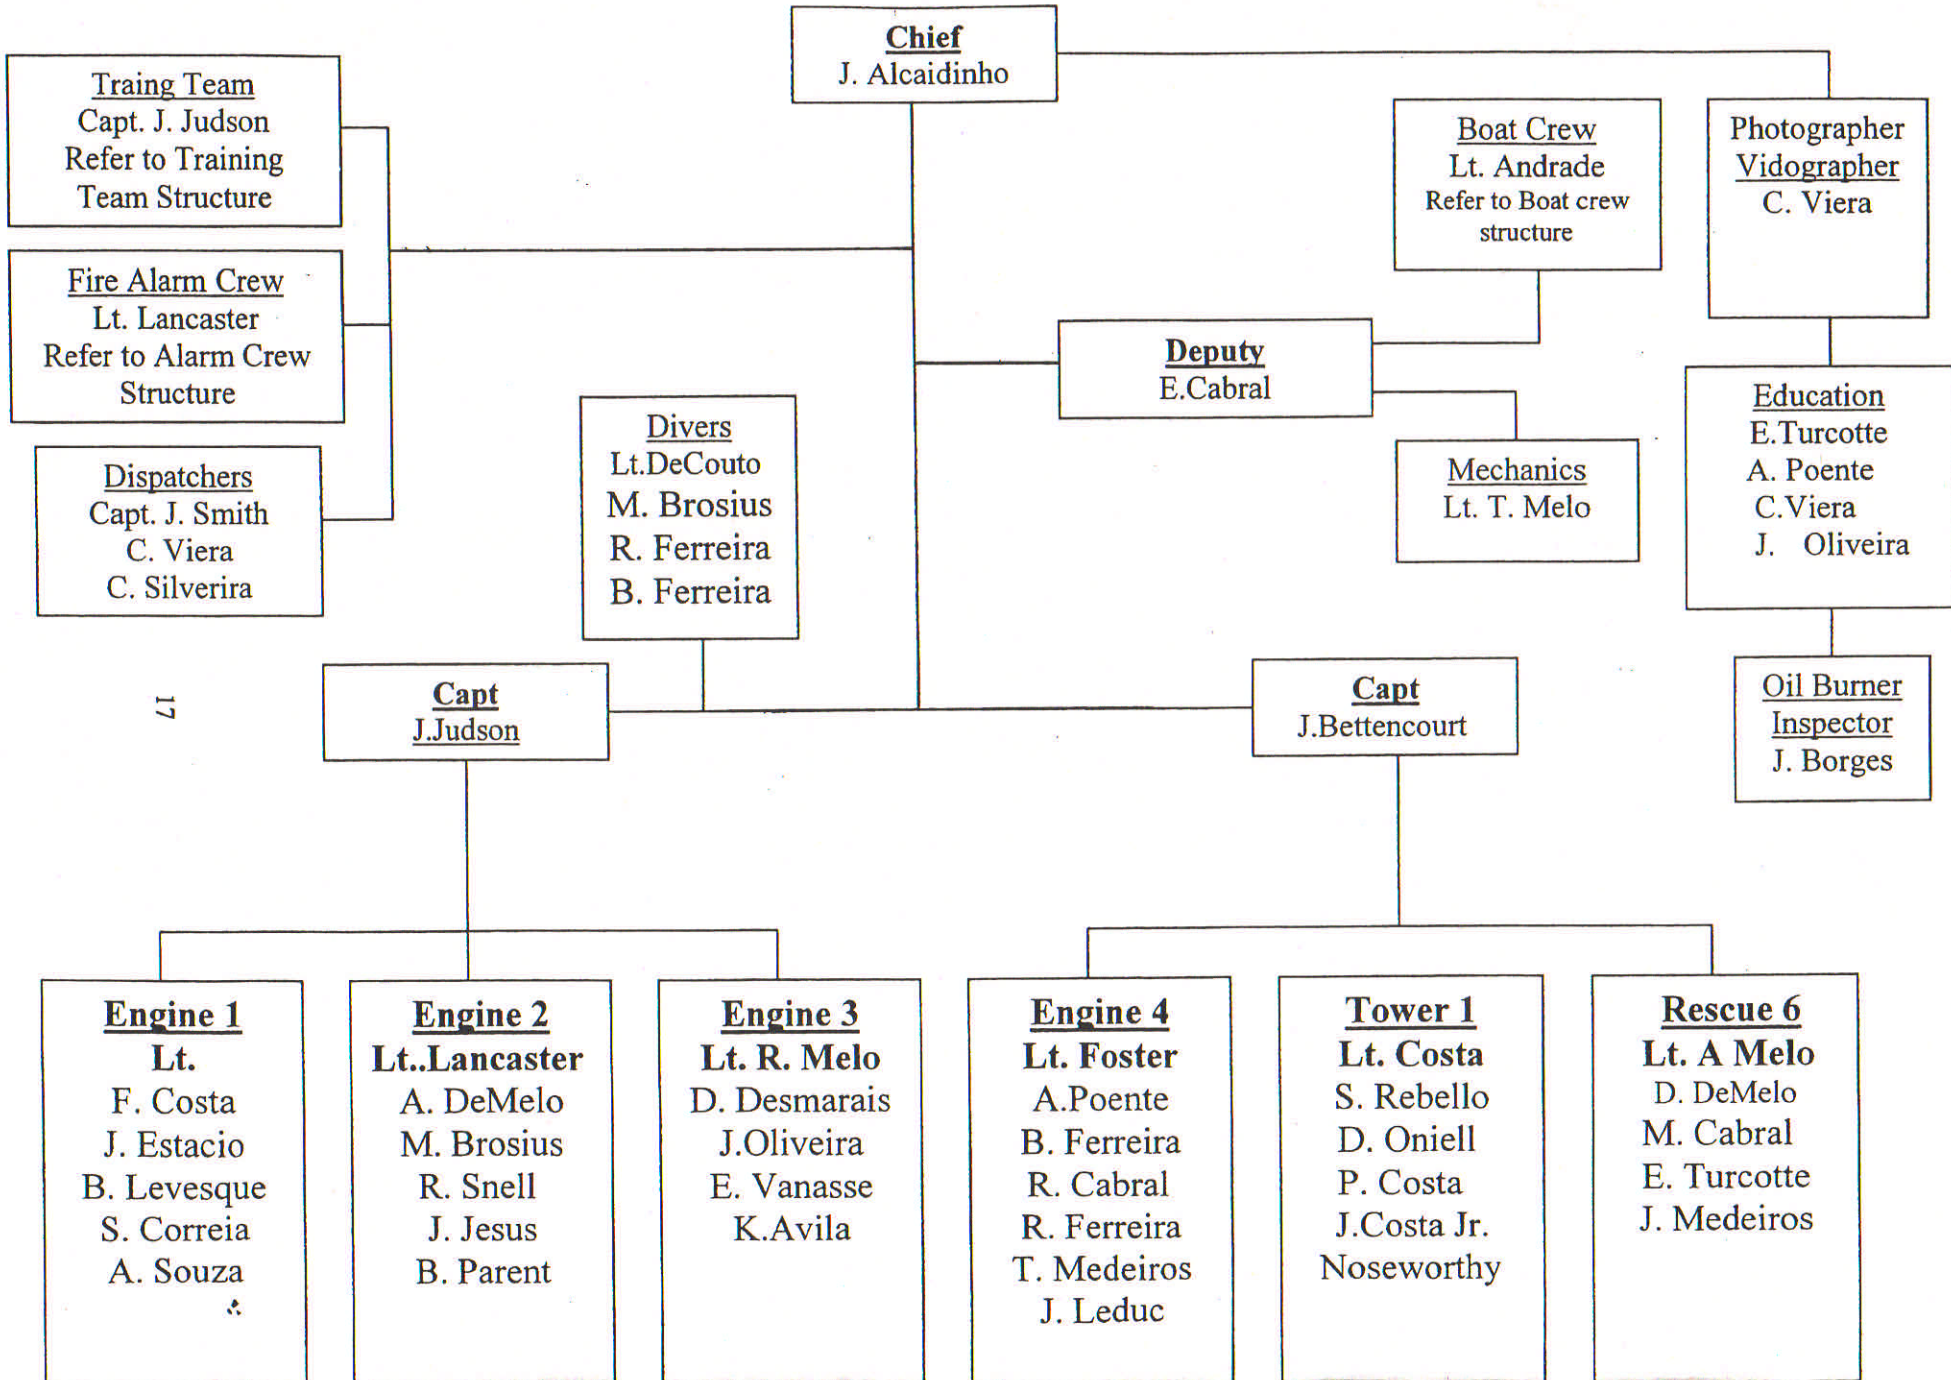 Chief
J. Alcaidinho
Traing Team
Capt. J. Judson
Refer to Training
Team Structure
Fire Alarm Crew
Lt. Lancaster
Refer to Alarm Crew
Structure
Dispatchers
Capt. J. Smith
C. Viera
C. Silverira
Divers
Lt.DeCouto
M. Brosius
R. Ferreira
B. Ferreira
Boat Crew
Lt. Andrade
Refer to Boat crew
structure
Deputy
E.Cabral
Mechanics
Lt. T. Melo
Photographer
Vidographer
C. Viera
Education
E.Turcotte
A. Poente
C.Viera
J. Oliveira
Oil Burner
Inspector
J. Borges
17
Capt
J.Judson
Capt
J.Bettencourt
Engine 1
Lt.
F. Costa
J. Estacio
B. Levesque
S. Correia
A. Souza
Engine 2
Lt..Lancaster
A. DeMelo
M. Brosius
R. Snell
J. Jesus
B. Parent
Engine 3
Lt. R. Melo
D. Desmarais
J.Oliveira
E. Vanasse
K.Avila
Engine 4
Lt. Foster
A.Poente
B. Ferreira
R. Cabral
R. Ferreira
T. Medeiros
J. Leduc
Tower 1
Lt. Costa
S. Rebello
D. Oniell
P. Costa
J.Costa Jr.
Noseworthy
Rescue 6
Lt. A Melo
D. DeMelo
M. Cabral
E. Turcotte
J. Medeiros